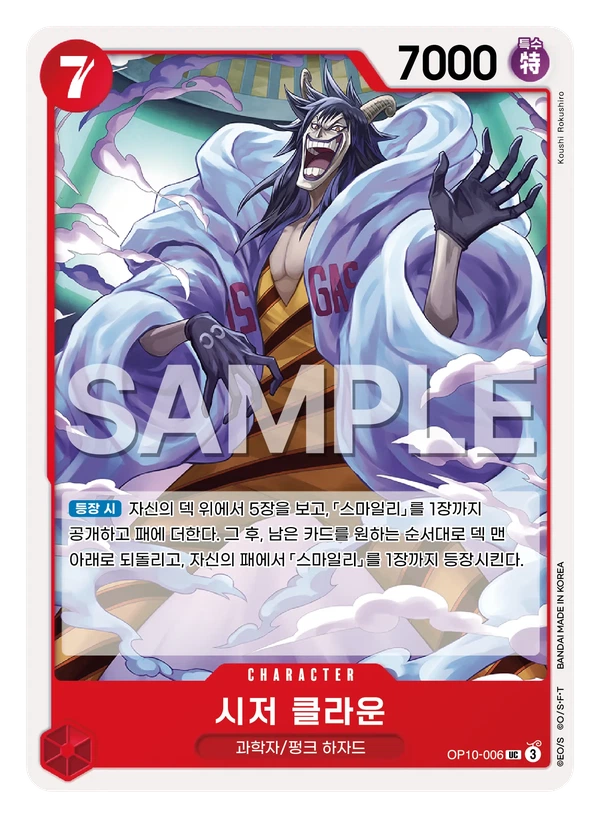 7
7000
특수
特
Koushi Rokushiro
GAS
SAMPLE
등장 시 자신의 덱 위에서 5장을 보고, 「스마일리」를 1장까지
공개하고 패에 더한다. 그 후, 남은 카드를 원하는 순서대로 덱 맨
아래로 되돌리고, 자신의 패에서 「스마일리」를 1장까지 등장시킨다.
CHARACTER
시저 클라운
과학자/펑크 하자드
OP10-006 UC 3
©EO/S ©O/S·F·T BANDAI MADE IN KOREA